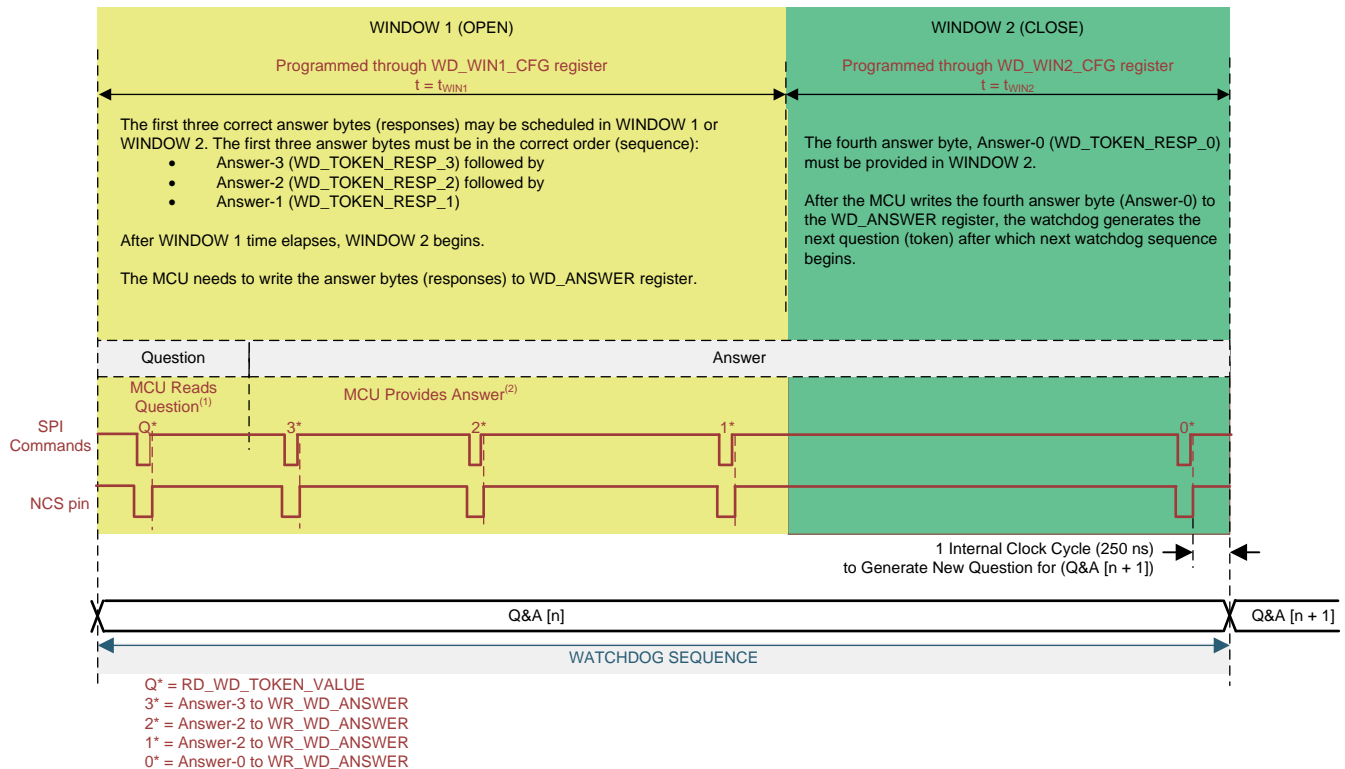 WINDOW 1 (OPEN)
Programmed through WD_WIN1_CFG register
t = tWIN1
The first three correct answer bytes (responses) may be scheduled in WINDOW 1 or
WINDOW 2. The first three answer bytes must be in the correct order (sequence):
• Answer-3 (WD_TOKEN_RESP_3) followed by
• Answer-2 (WD_TOKEN_RESP_2) followed by
• Answer-1 (WD_TOKEN_RESP_1)
After WINDOW 1 time elapses, WINDOW 2 begins.
The MCU needs to write the answer bytes (responses) to WD_ANSWER register.
WINDOW 2 (CLOSE)
Programmed through WD_WIN2_CFG register
t = tWIN2
The fourth answer byte, Answer-0 (WD_TOKEN_RESP_0)
must be provided in WINDOW 2.
After the MCU writes the fourth answer byte (Answer-0) to
the WD_ANSWER register, the watchdog generates the
next question (token) after which next watchdog sequence
begins.
Question
Answer
MCU Reads
Question(1)
MCU Provides Answer(2)
SPI
Commands
Q*
3*
2*
1*
0*
NCS pin
1 Internal Clock Cycle (250 ns)
to Generate New Question for (Q&A [n + 1])
Q&A [n]
Q&A [n + 1]
WATCHDOG SEQUENCE
Q* = RD_WD_TOKEN_VALUE
3* = Answer-3 to WR_WD_ANSWER
2* = Answer-2 to WR_WD_ANSWER
1* = Answer-2 to WR_WD_ANSWER
0* = Answer-0 to WR_WD_ANSWER